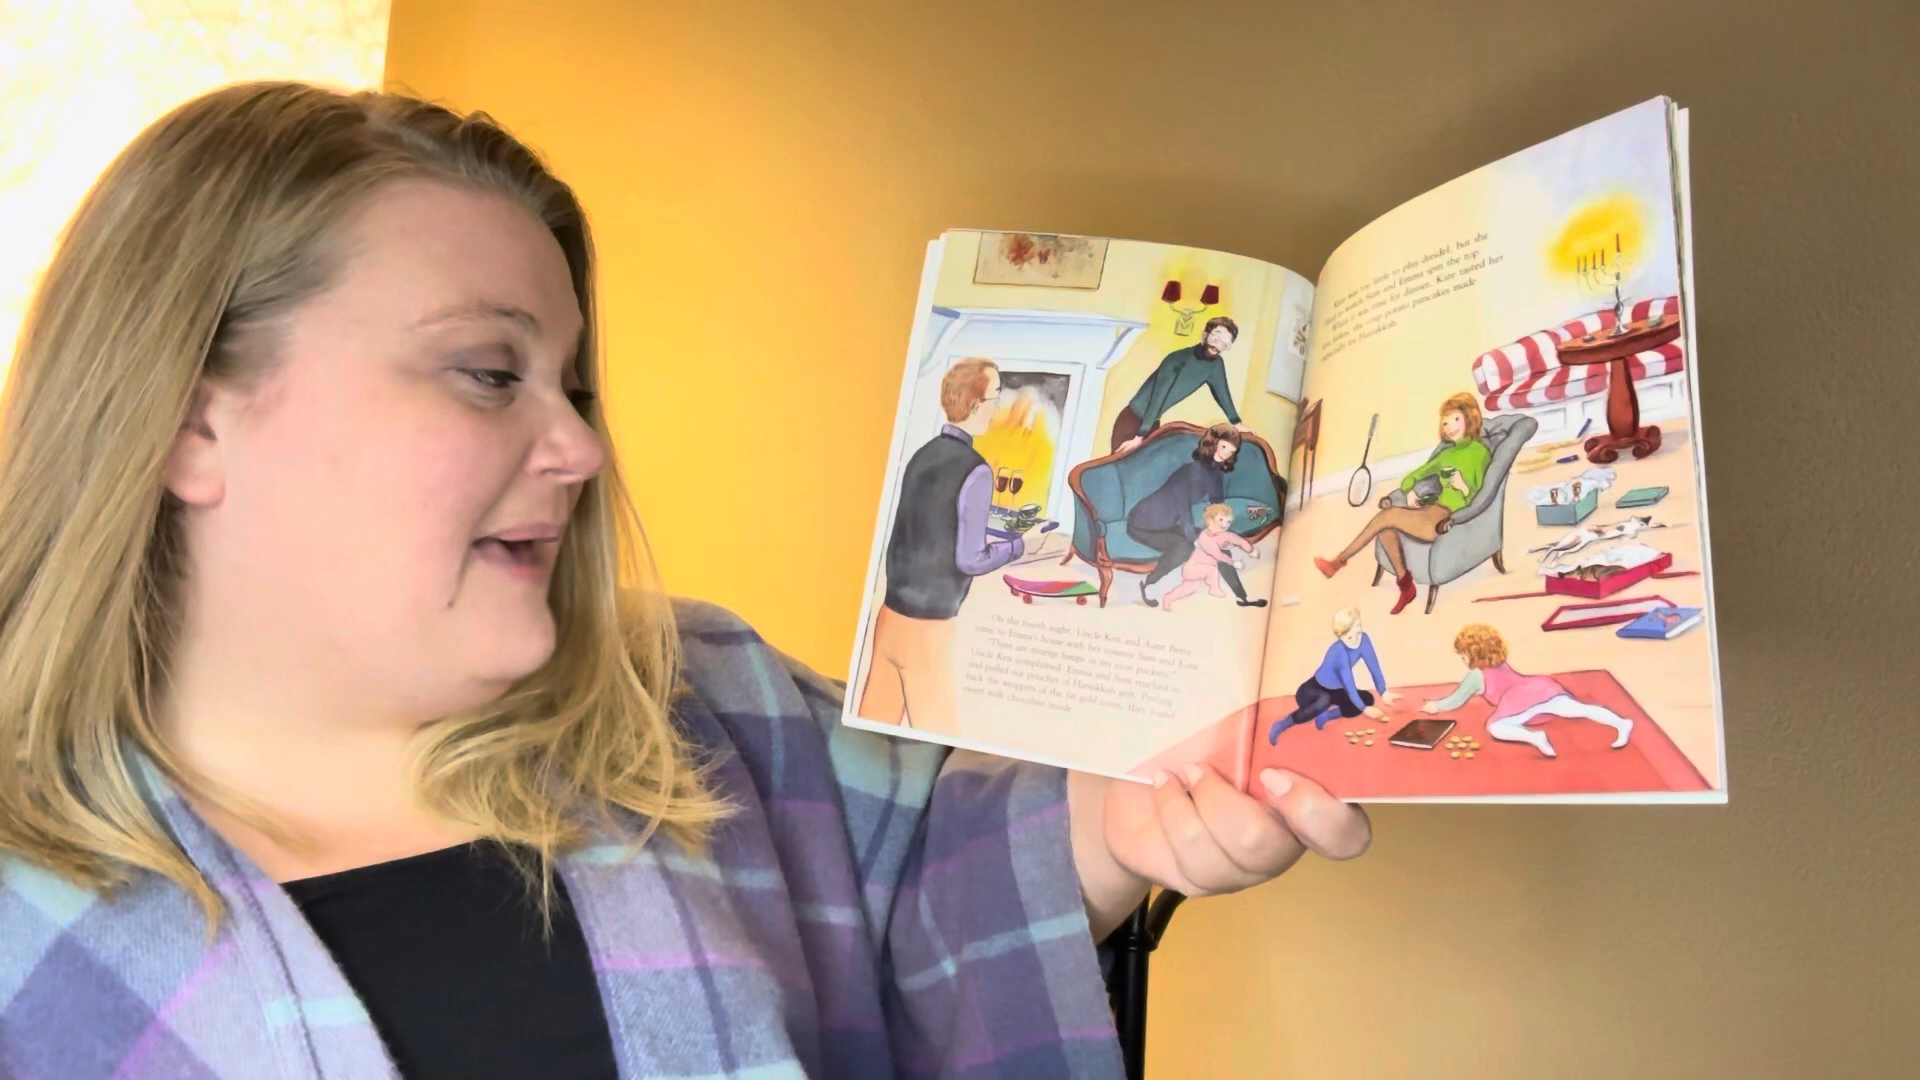 On the fourth night, Uncle Ken and Aunt Betty
came to Emma's house with her cousins Sam and Kate.
"There are strange lumps in my coat pockets,"
Uncle Ken complained. Emma and Sam reached in
and pulled out pouches of Hanukkah gelt. Peeling
back the wrappers of the fat gold coins, they found
sweet milk chocolate inside.
Kate was too little to play dreidel, but she
liked to watch Sam and Emma spin the top.
When it was time for dinner, Kate tasted her
latkes, the crisp potato pancakes made
especially for Hanukkah.